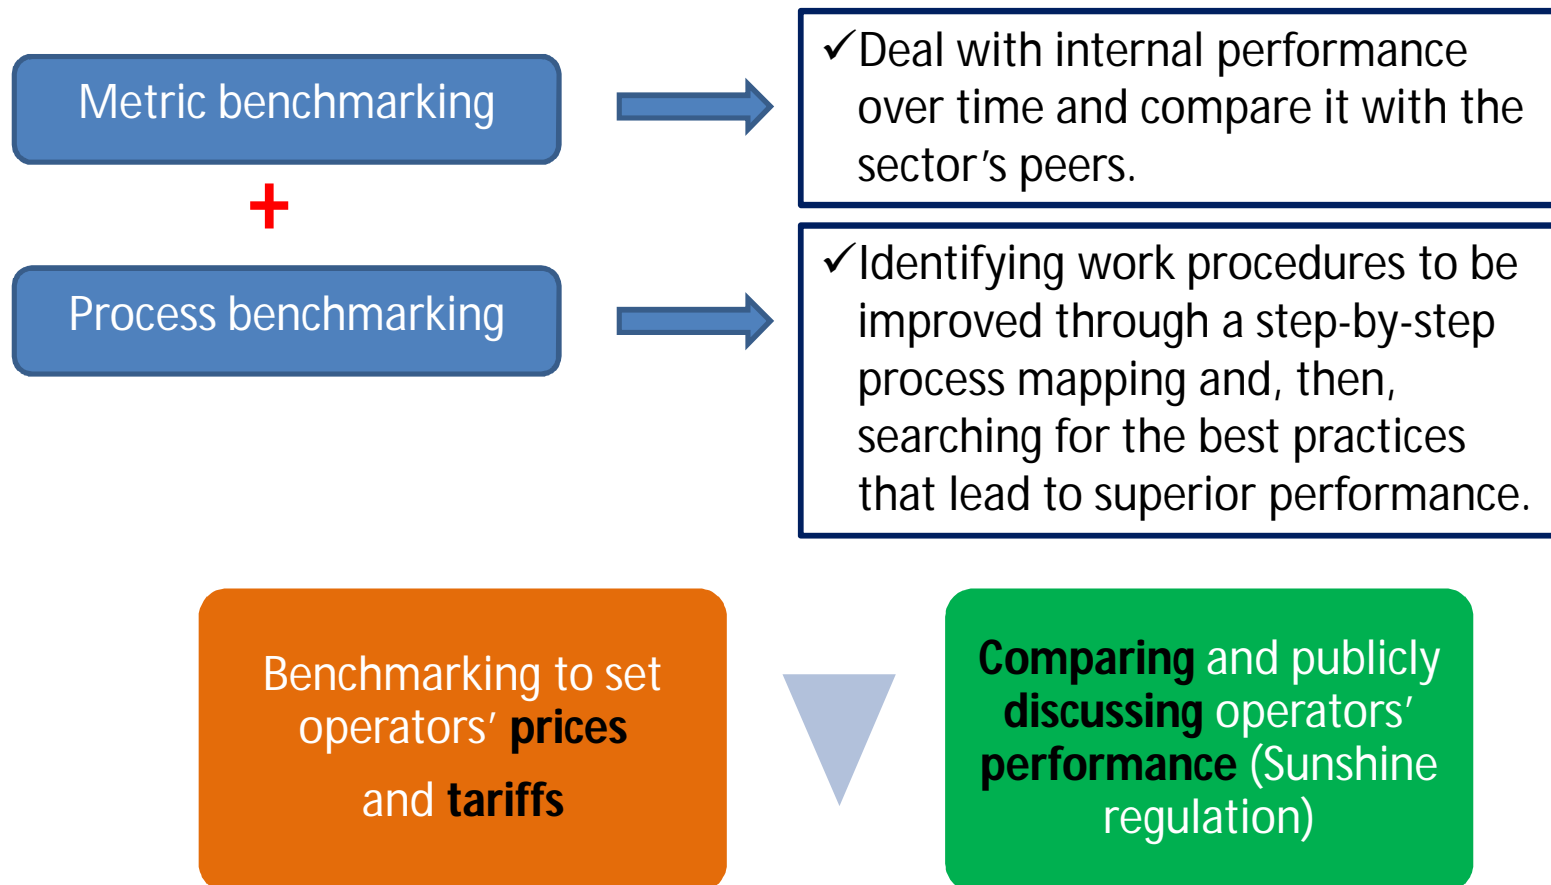 Metric benchmarking
✓Deal with internal performance
over time and compare it with the
sector’s peers.
+
Process benchmarking
✓Identifying work procedures to be
improved through a step-by-step
process mapping and, then,
searching for the best practices
that lead to superior performance.
Benchmarking to set
operators’ prices
and tariffs
Comparing and publicly
discussing operators’
performance (Sunshine
regulation)